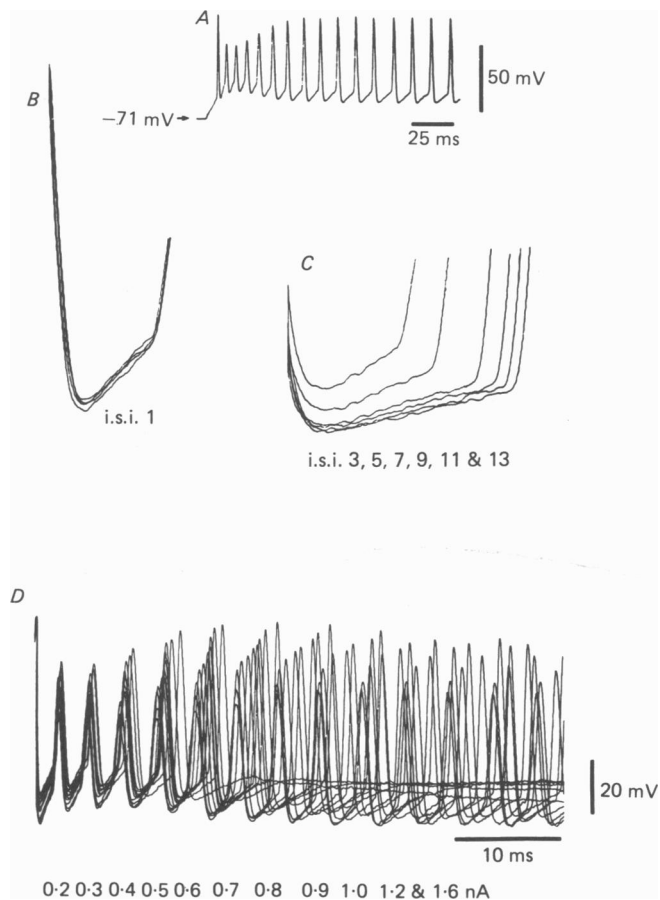 A
B
50 mV
–71 mV
25 ms
C
i.s.i. 1
i.s.i. 3, 5, 7, 9, 11 & 13
D
20 mV
10 ms
0·2 0·3 0·4 0·5 0·6 0·7 0·8 0·9 1·0 1·2 & 1·6 nA